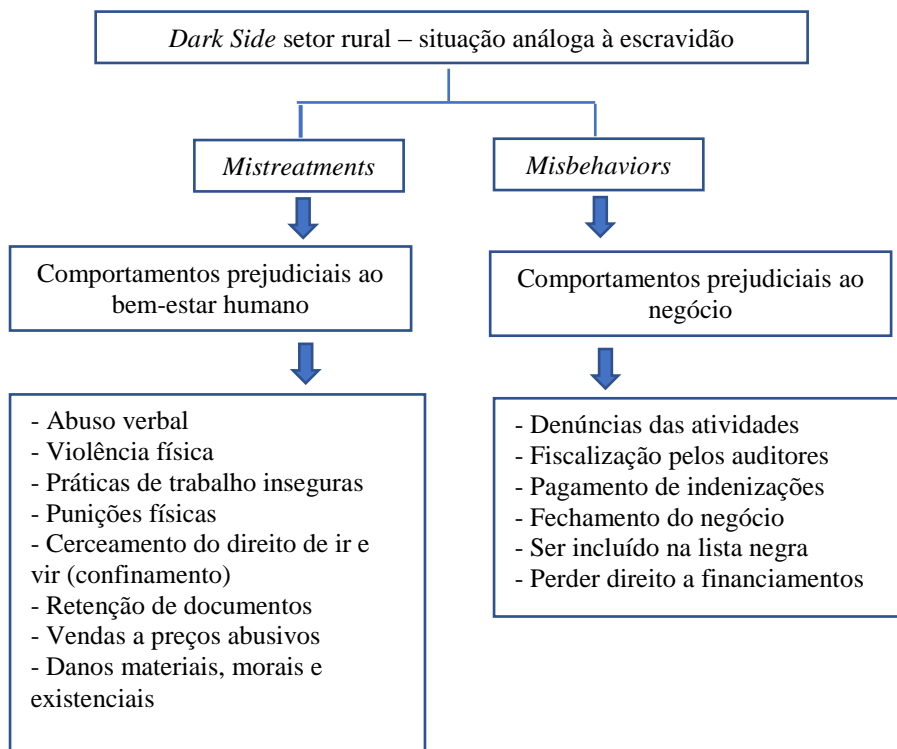 Dark Side setor rural – situação análoga à escravidão
Mistreatments
Misbehaviors
Comportamentos prejudiciais ao
bem-estar humano
Comportamentos prejudiciais ao
negócio
- Abuso verbal
- Violência física
- Práticas de trabalho inseguras
- Punições físicas
- Cerceamento do direito de ir e
vir (confinamento)
- Retenção de documentos
- Vendas a preços abusivos
- Danos materiais, morais e
existenciais
- Denúncias das atividades
- Fiscalização pelos auditores
- Pagamento de indenizações
- Fechamento do negócio
- Ser incluído na lista negra
- Perder direito a financiamentos